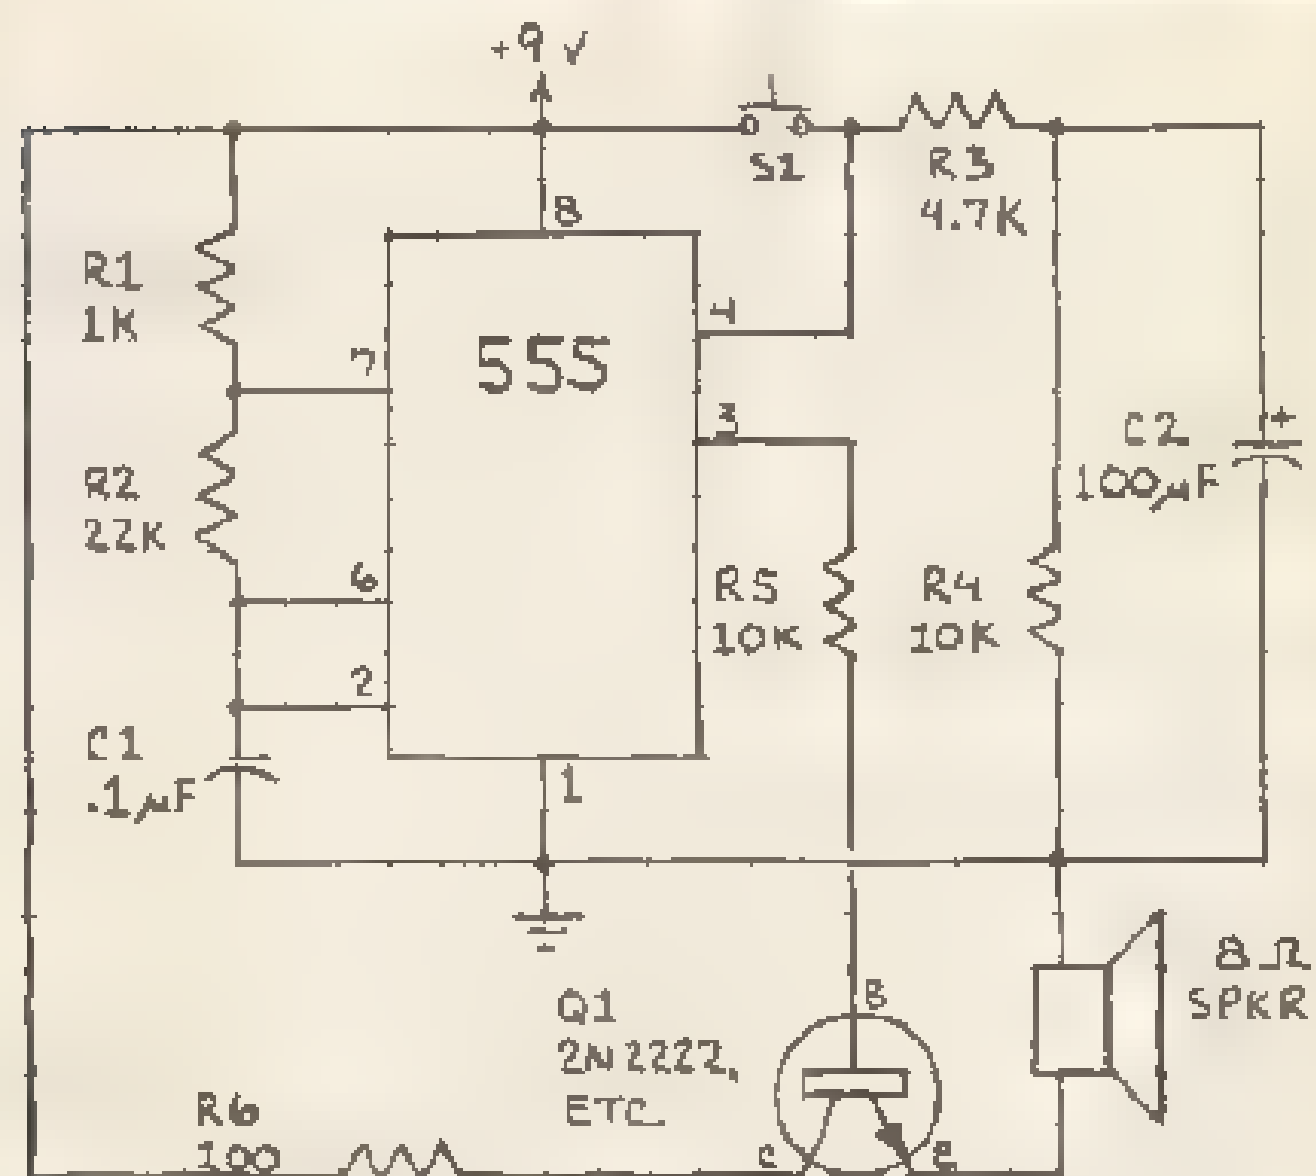 +9V
S1
R3
4.7K
8
R1
1K
7
555
4
3
C2
+
100µF
R2
22K
6
R5
10K
R4
10K
2
C1
.1µF
1
8Ω
SPKR
B
Q1
2N2222,
ETC
R6
100
C
E